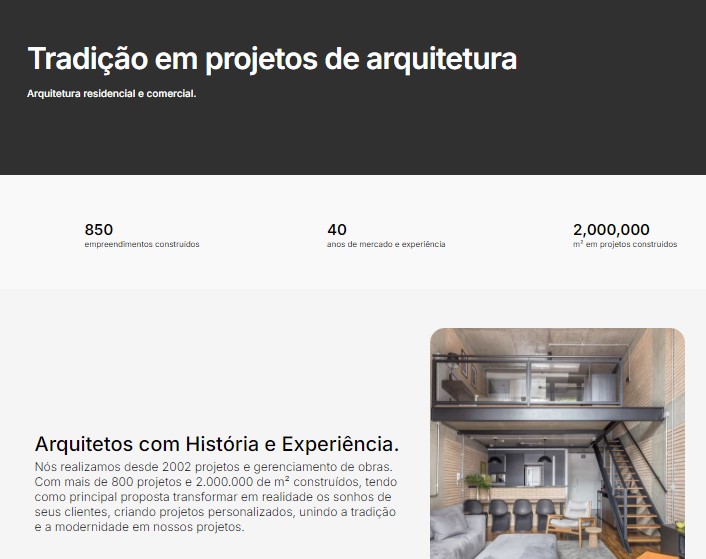 Tradição em projetos de arquitetura
Arquitetura residencial e comercial.
850
empreendimentos construídos
40
anos de mercado e experiência
2,000,000
m² em projetos construidos
Arquitetos com História e Experiência.
Nós realizamos desde 2002 projetos e gerenciamento de obras.
Com mais de 800 projetos e 2.000.000 de m² construídos, tendo
como principal proposta transformar em realidade os sonhos de
seus clientes, criando projetos personalizados, unindo a tradição
e a modernidade em nossos projetos.